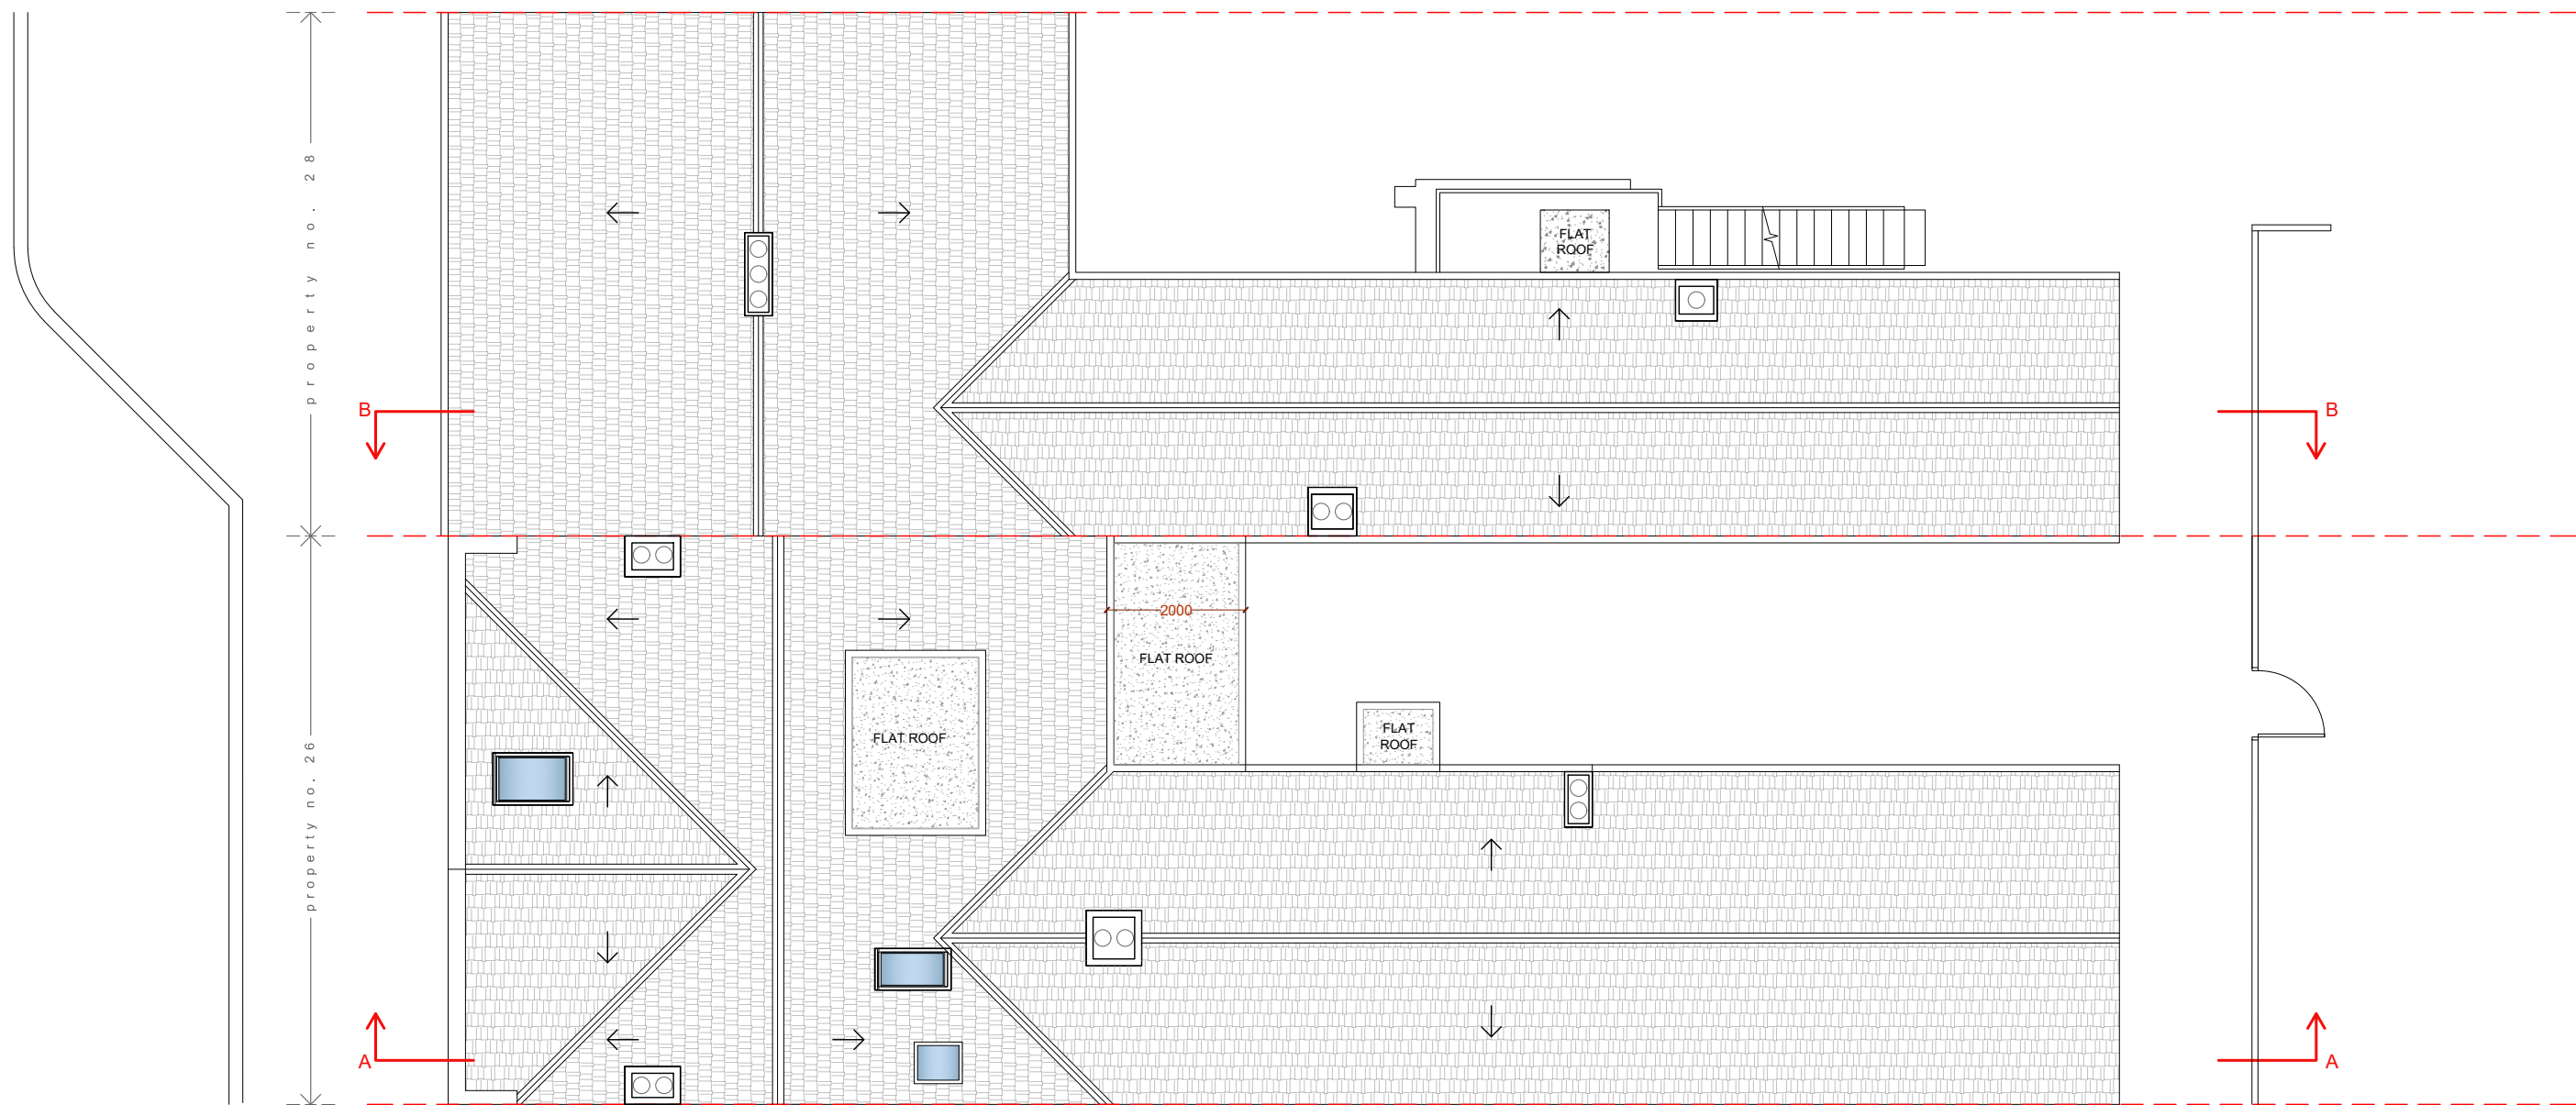 property no. 28
FLAT
ROOF
B
B
2000
FLAT ROOF
FLAT ROOF
FLAT
ROOF
property no. 26
A
A